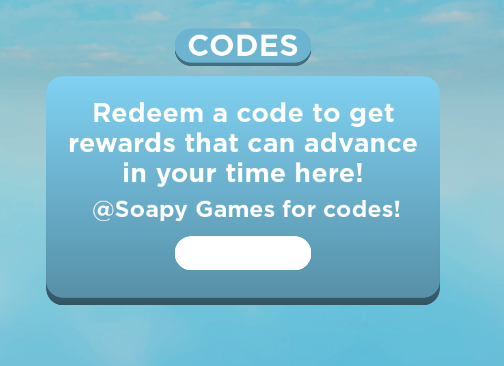 CODES
Redeem a code to get
rewards that can advance
in your time here!
@Soapy Games for codes!